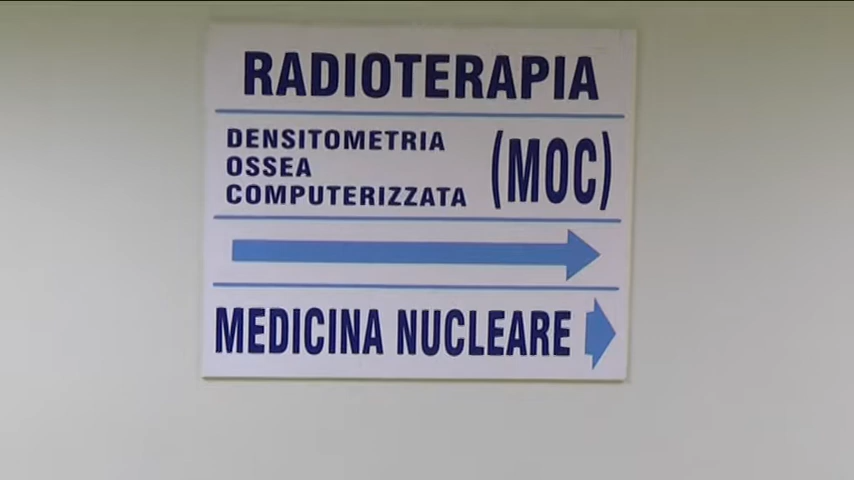 RADIOTERAPIA
DENSITOMETRIA
OSSEA
COMPUTERIZZATA
(MOC)
MEDICINA NUCLEARE